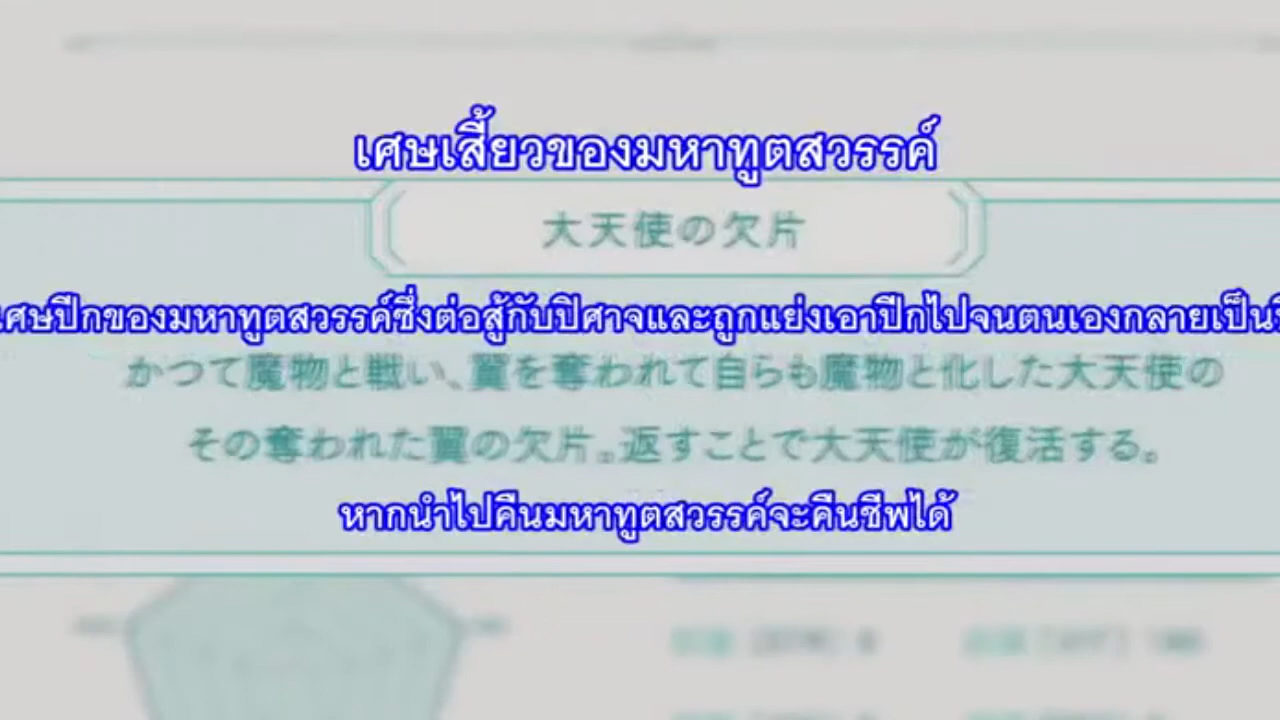 เศษเสี้ยวของมหาทูตสวรรค์
大天使の欠片
เศษปีกของมหาทูตสวรรค์ซึ่งต่อสู้กับปิศาจและถูกแย่งเอาปีกไปจนตนเองกลายเป็น
かつて魔物と戦い、翼を奪われて自らも魔物と化した大天使の
その奪われた翼の欠片。返すことで大天使が復活する。
หากนำไปคืนมหาทูตสวรรค์จะคืนชีพได้